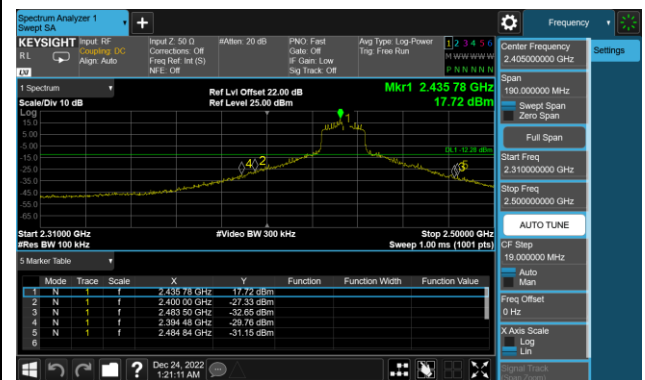 Spectrum Analyzer 1
Swept SA
+
Frequency
KEYSIGHT
RL
LXI
Input: RF
Coupling: DC
Align: Auto
Input Z: 50 Ω
Corrections: Off
Freq Ref: Int (S)
NFE: Off
#Atten: 20 dB
PNO: Fast
Gate: Off
IF Gain: Low
Sig Track: Off
Avg Type: Log-Power
Trig: Free Run
1 2 3 4 5 6
M W W W W W
P N N N N N
Center Frequency
2.405000000 GHz
Settings
1 Spectrum
Scale/Div 10 dB
Ref Lvl Offset 22.00 dB
Ref Level 25.00 dBm
Mkr1 2.435 78 GHz
17.72 dBm
Span
190.000000 MHz
Swept Span
Zero Span
Full Span
Log
15.0
5.00
-5.00
-15.0
-25.0
-35.0
-45.0
-55.0
-65.0
1
DL1 -12.28 dBm
4
2
5
Start Freq
2.310000000 GHz
Stop Freq
2.500000000 GHz
AUTO TUNE
Start 2.31000 GHz
#Res BW 100 kHz
#Video BW 300 kHz
Stop 2.50000 GHz
Sweep 1.00 ms (1001 pts)
CF Step
19.000000 MHz
Auto
Man
5 Marker Table
Mode Trace Scale X Y Function Function Width Function Value
1 N 1 f 2.435 78 GHz 17.72 dBm
2 N 1 f 2.400 00 GHz -27.33 dBm
3 N 1 f 2.483 50 GHz -32.65 dBm
4 N 1 f 2.394 48 GHz -29.76 dBm
5 N 1 f 2.484 84 GHz -31.15 dBm
6
Freq Offset
0 Hz
X Axis Scale
Log
Lin
Signal Track
(Span Zoom)
?
Dec 24, 2022
1:21:11 AM